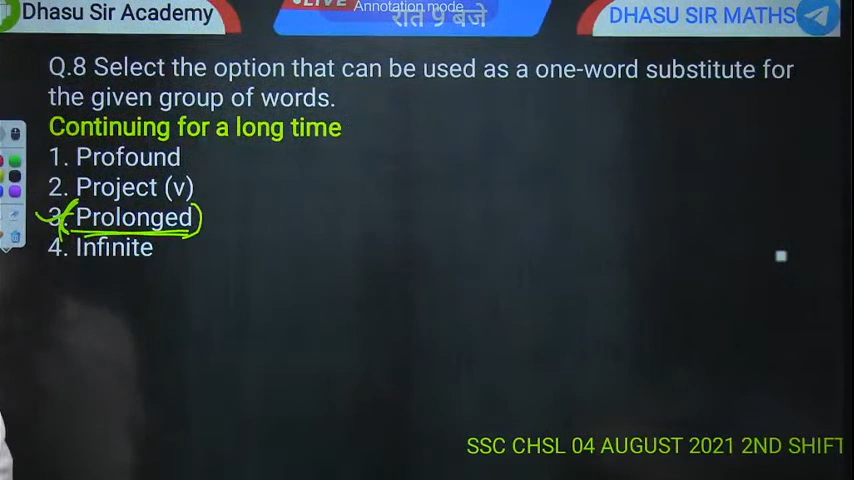 Dhasu Sir Academy
LIVE
Annotation mode
रात 9 बजे
DHASU SIR MATHS
Q.8 Select the option that can be used as a one-word substitute for
the given group of words.
Continuing for a long time
1. Profound
2. Project (v)
3. Prolonged
4. Infinite
SSC CHSL 04 AUGUST 2021 2ND SHIFT